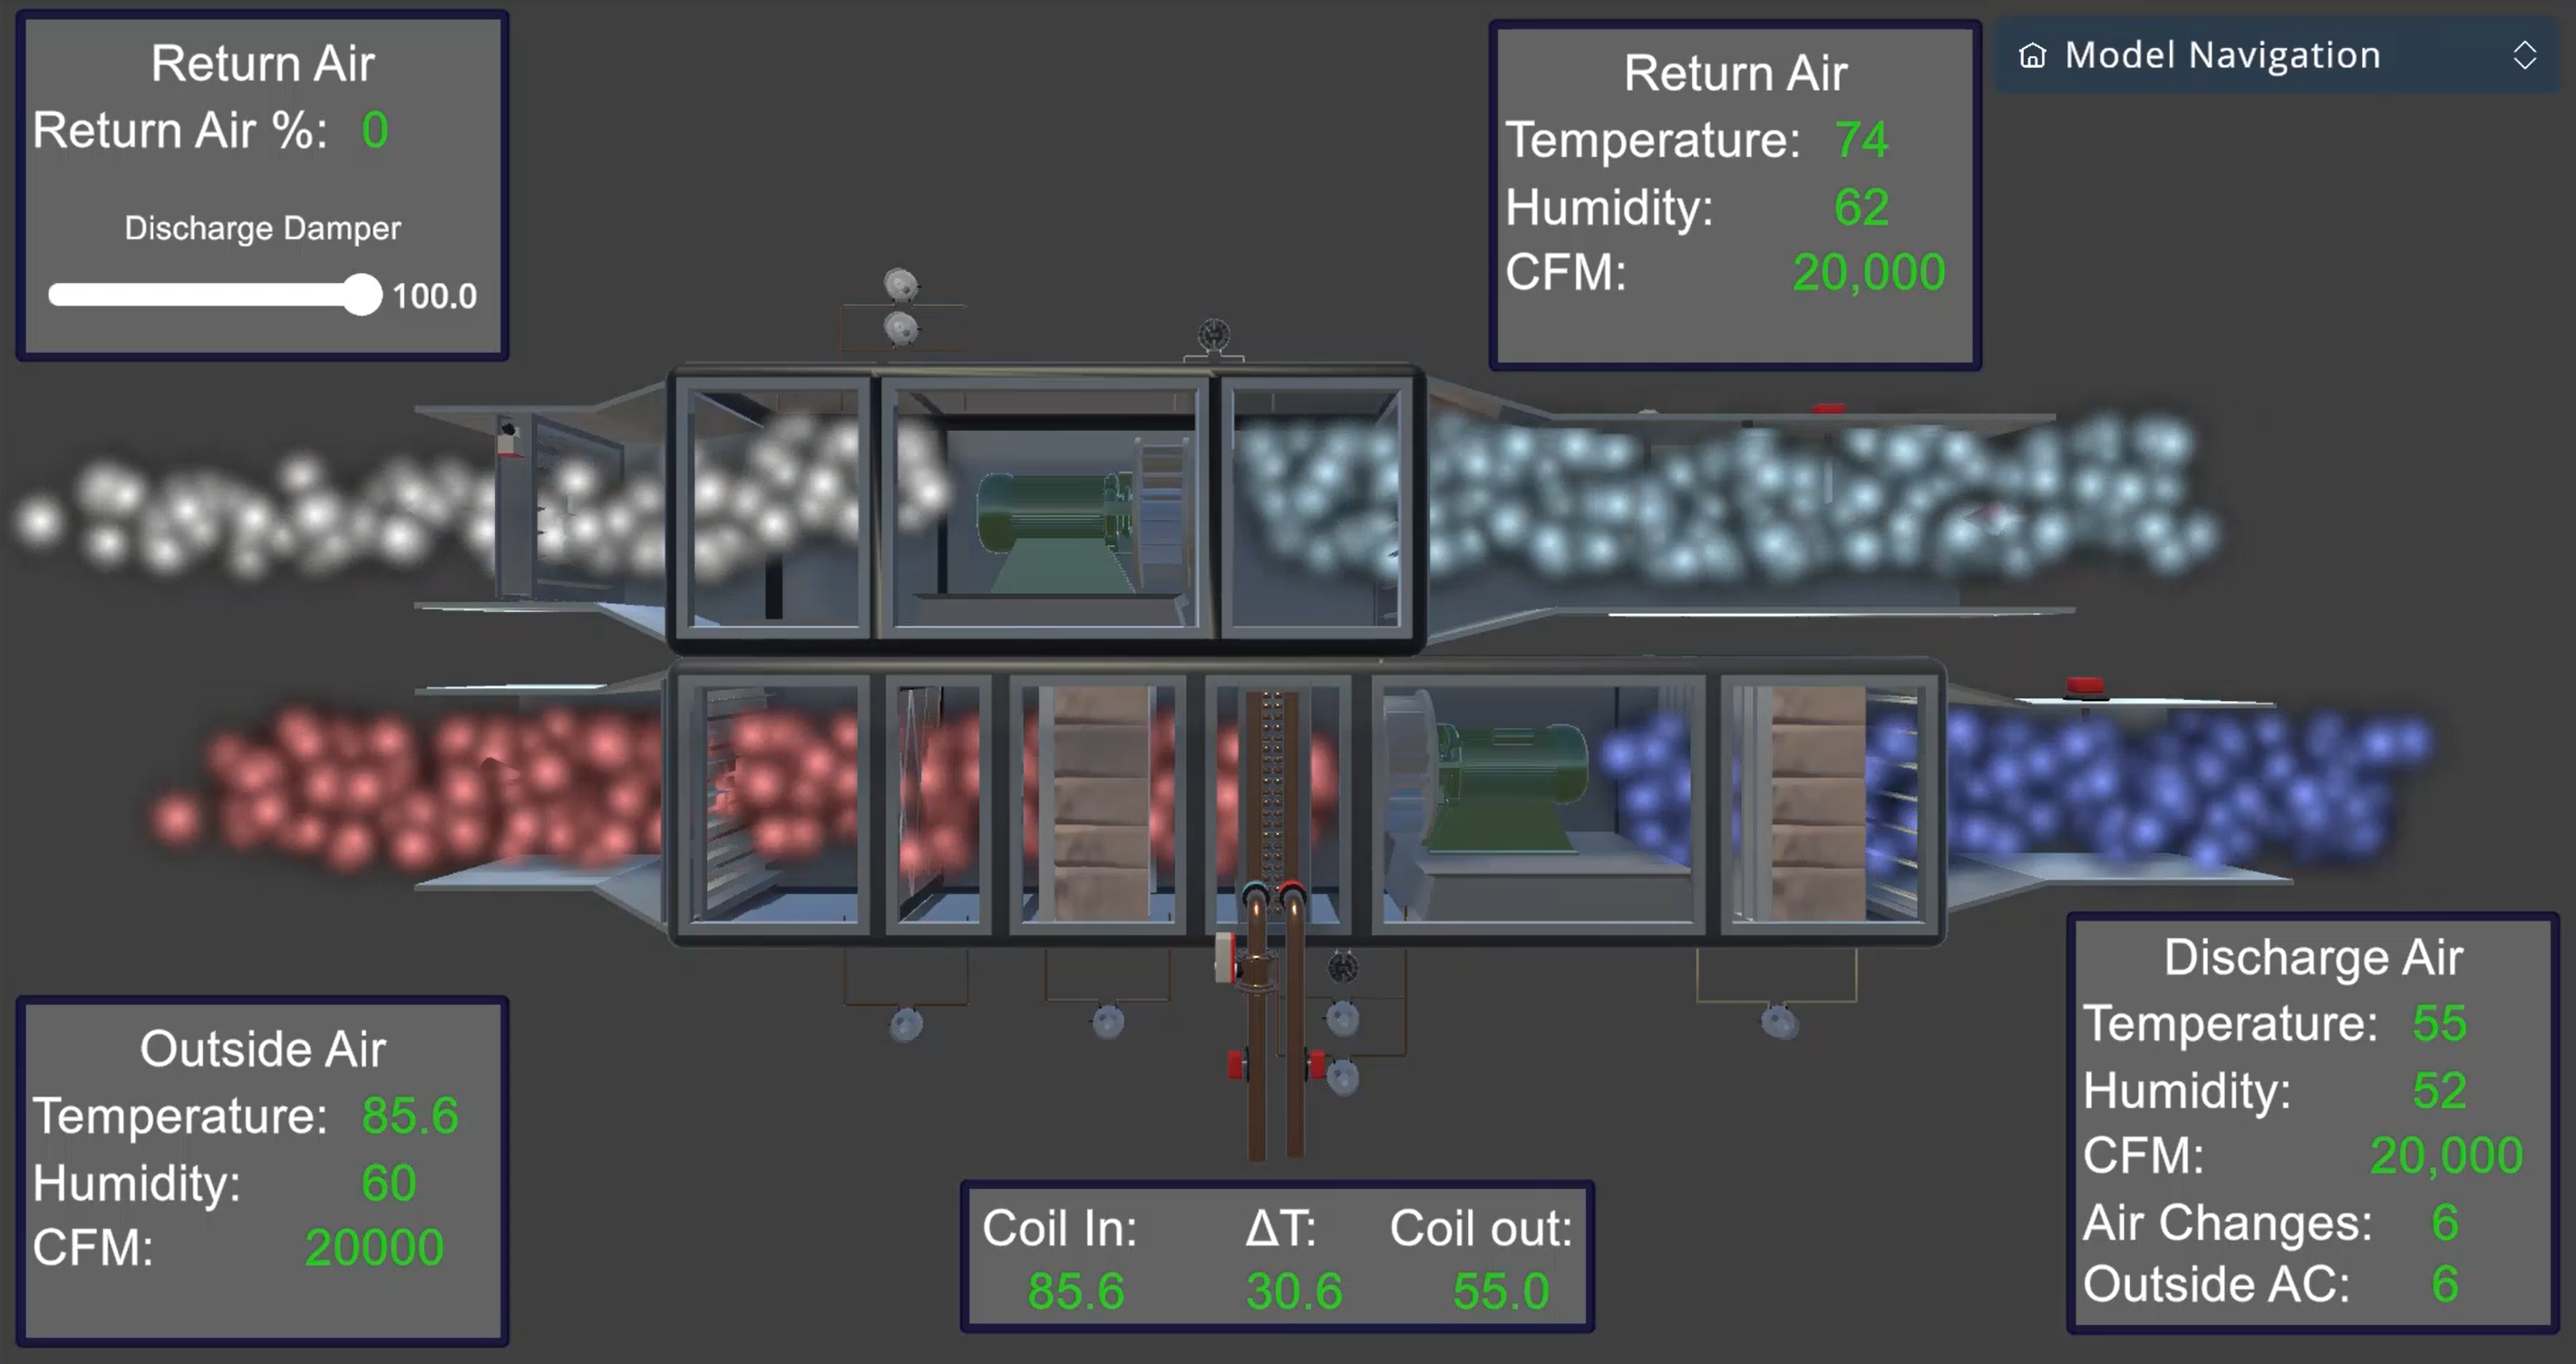 Return Air
Return Air %: 0
Discharge Damper
100.0
Return Air
Temperature: 74
Humidity: 62
CFM: 20,000
Model Navigation
Outside Air
Temperature: 85.6
Humidity: 60
CFM: 20000
Coil In: ΔT: Coil out:
85.6 30.6 55.0
Discharge Air
Temperature: 55
Humidity: 52
CFM: 20,000
Air Changes: 6
Outside AC: 6